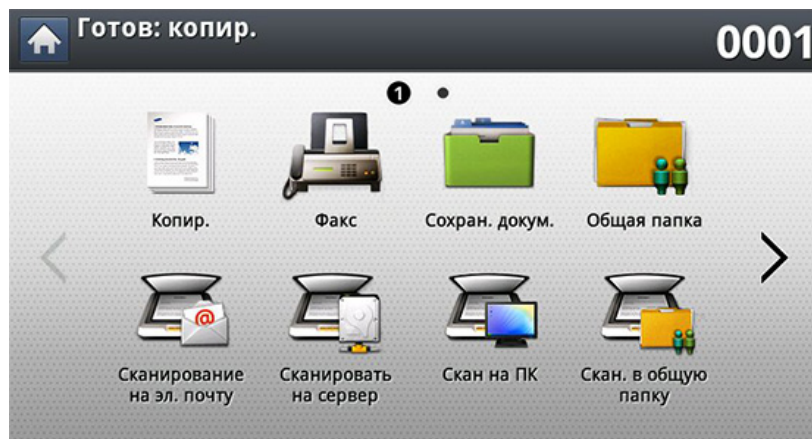 Готов: копир.
0001
1
Копир.
Факс
Сохран. докум.
Общая папка
Сканирование
на эл. почту
Сканировать
на сервер
Скан на ПК
Скан. в общую
папку
@